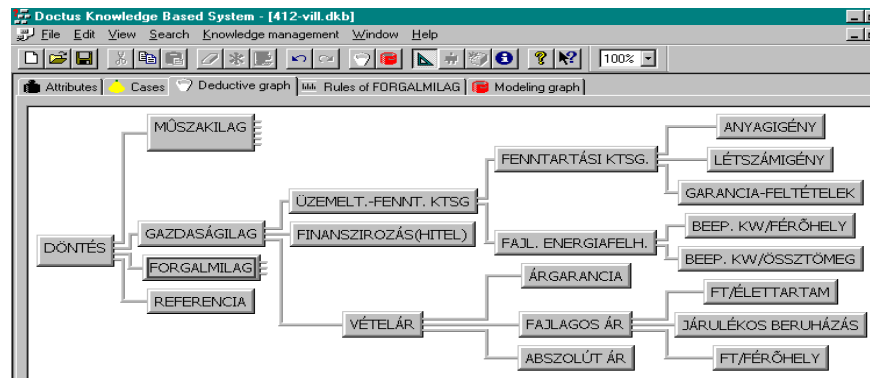 Doctus Knowledge Based System - [412-vill.dkb]
File Edit View Search Knowledge management Window Help
100%
Attributes Cases Deductive graph Rules of FORGALMILAG Modeling graph
MÛSZAKILAG
ANYAGIGÉNY
FENNTARTÁSI KTSG.
LÉTSZÁMIGÉNY
GARANCIA-FELTÉTELEK
ÜZEMELT.-FENNT. KTSG
GAZDASÁGILAG
FINANSZIROZÁS(HITEL)
BEEP. KW/FÉRÕHELY
FAJL. ENERGIAFELH.
DÖNTÉS
BEEP. KW/ÖSSZTÖMEG
FORGALMILAG
ÁRGARANCIA
REFERENCIA
FT/ÉLETTARTAM
VÉTELÁR
FAJLAGOS ÁR
JÁRULÉKOS BERUHÁZÁS
ABSZOLÚT ÁR
FT/FÉRÕHELY